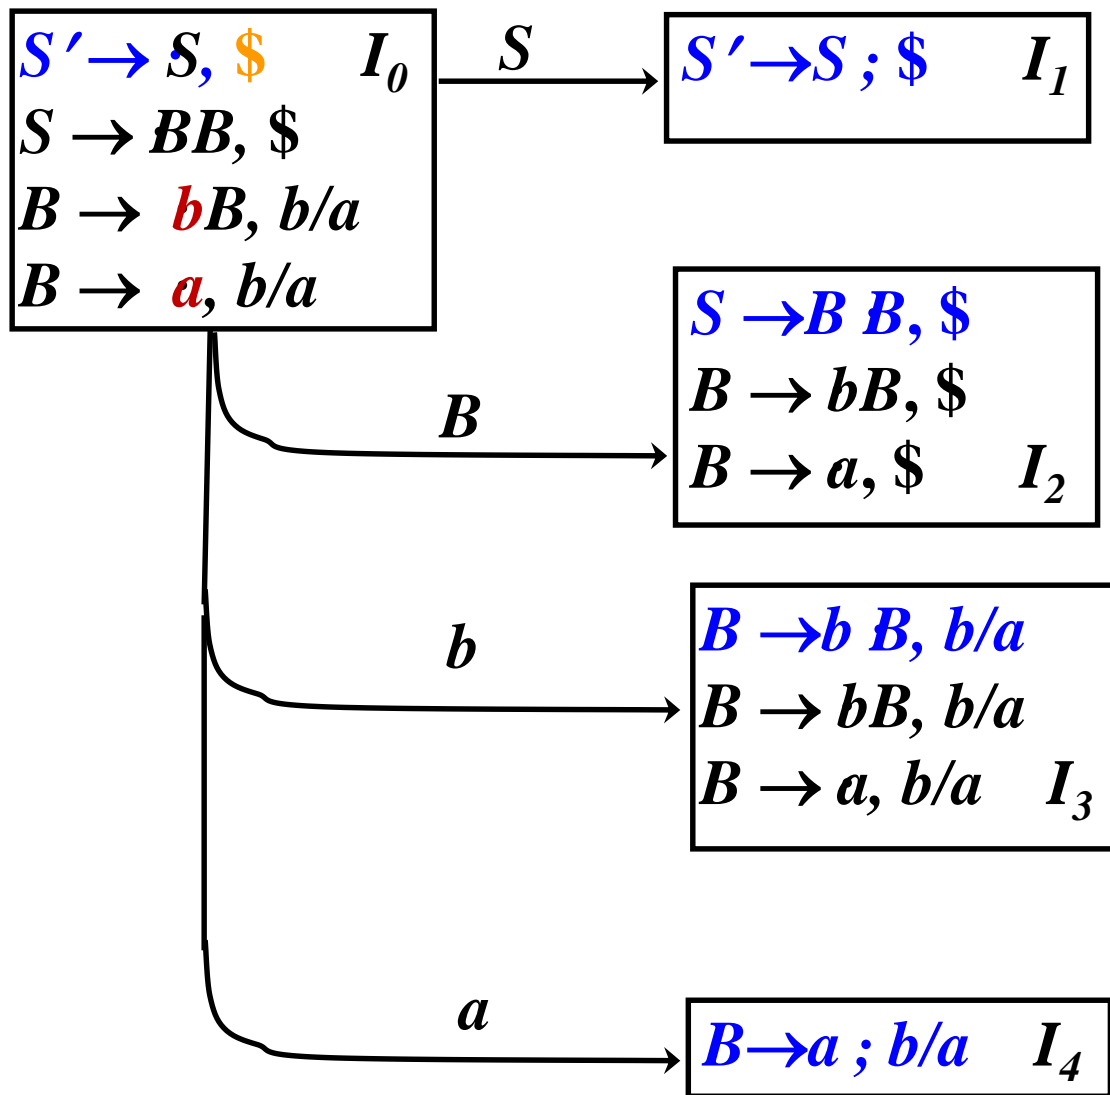 S′ → ·S, $ I₀
S → ·BB, $
B → ·bB, b/a
B → ·a, b/a
S
S′ → S·, $ I₁
B
S → B·B, $
B → ·bB, $
B → ·a, $ I₂
b
B → b·B, b/a
B → ·bB, b/a
B → ·a, b/a I₃
a
B → a·, b/a I₄